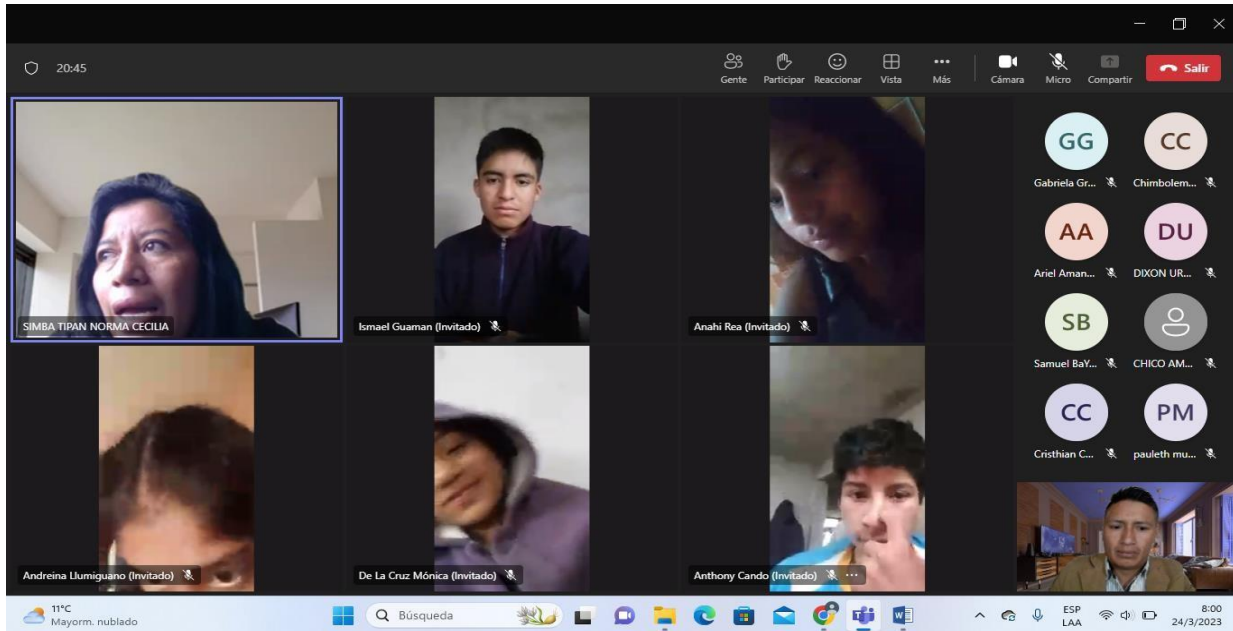 20:45
Gente Participar Reaccionar Vista Más Cámara Micro Compartir Salir
SIMBA TIPAN NORMA CECILIA
Ismael Guaman (Invitado)
Anahi Rea (Invitado)
GG CC
Gabriela Gr... Chimbolem...
AA DU
Ariel Aman... DIXON UR...
SB
Samuel BaY... CHICO AM...
CC PM
Cristhian C... pauleth mu...
Andreina Llumiguano (Invitado)
De La Cruz Mónica (Invitado)
Anthony Cando (Invitado) ...
11°C
Mayorm. nublado
Búsqueda
ESP
LAA
8:00
24/3/2023